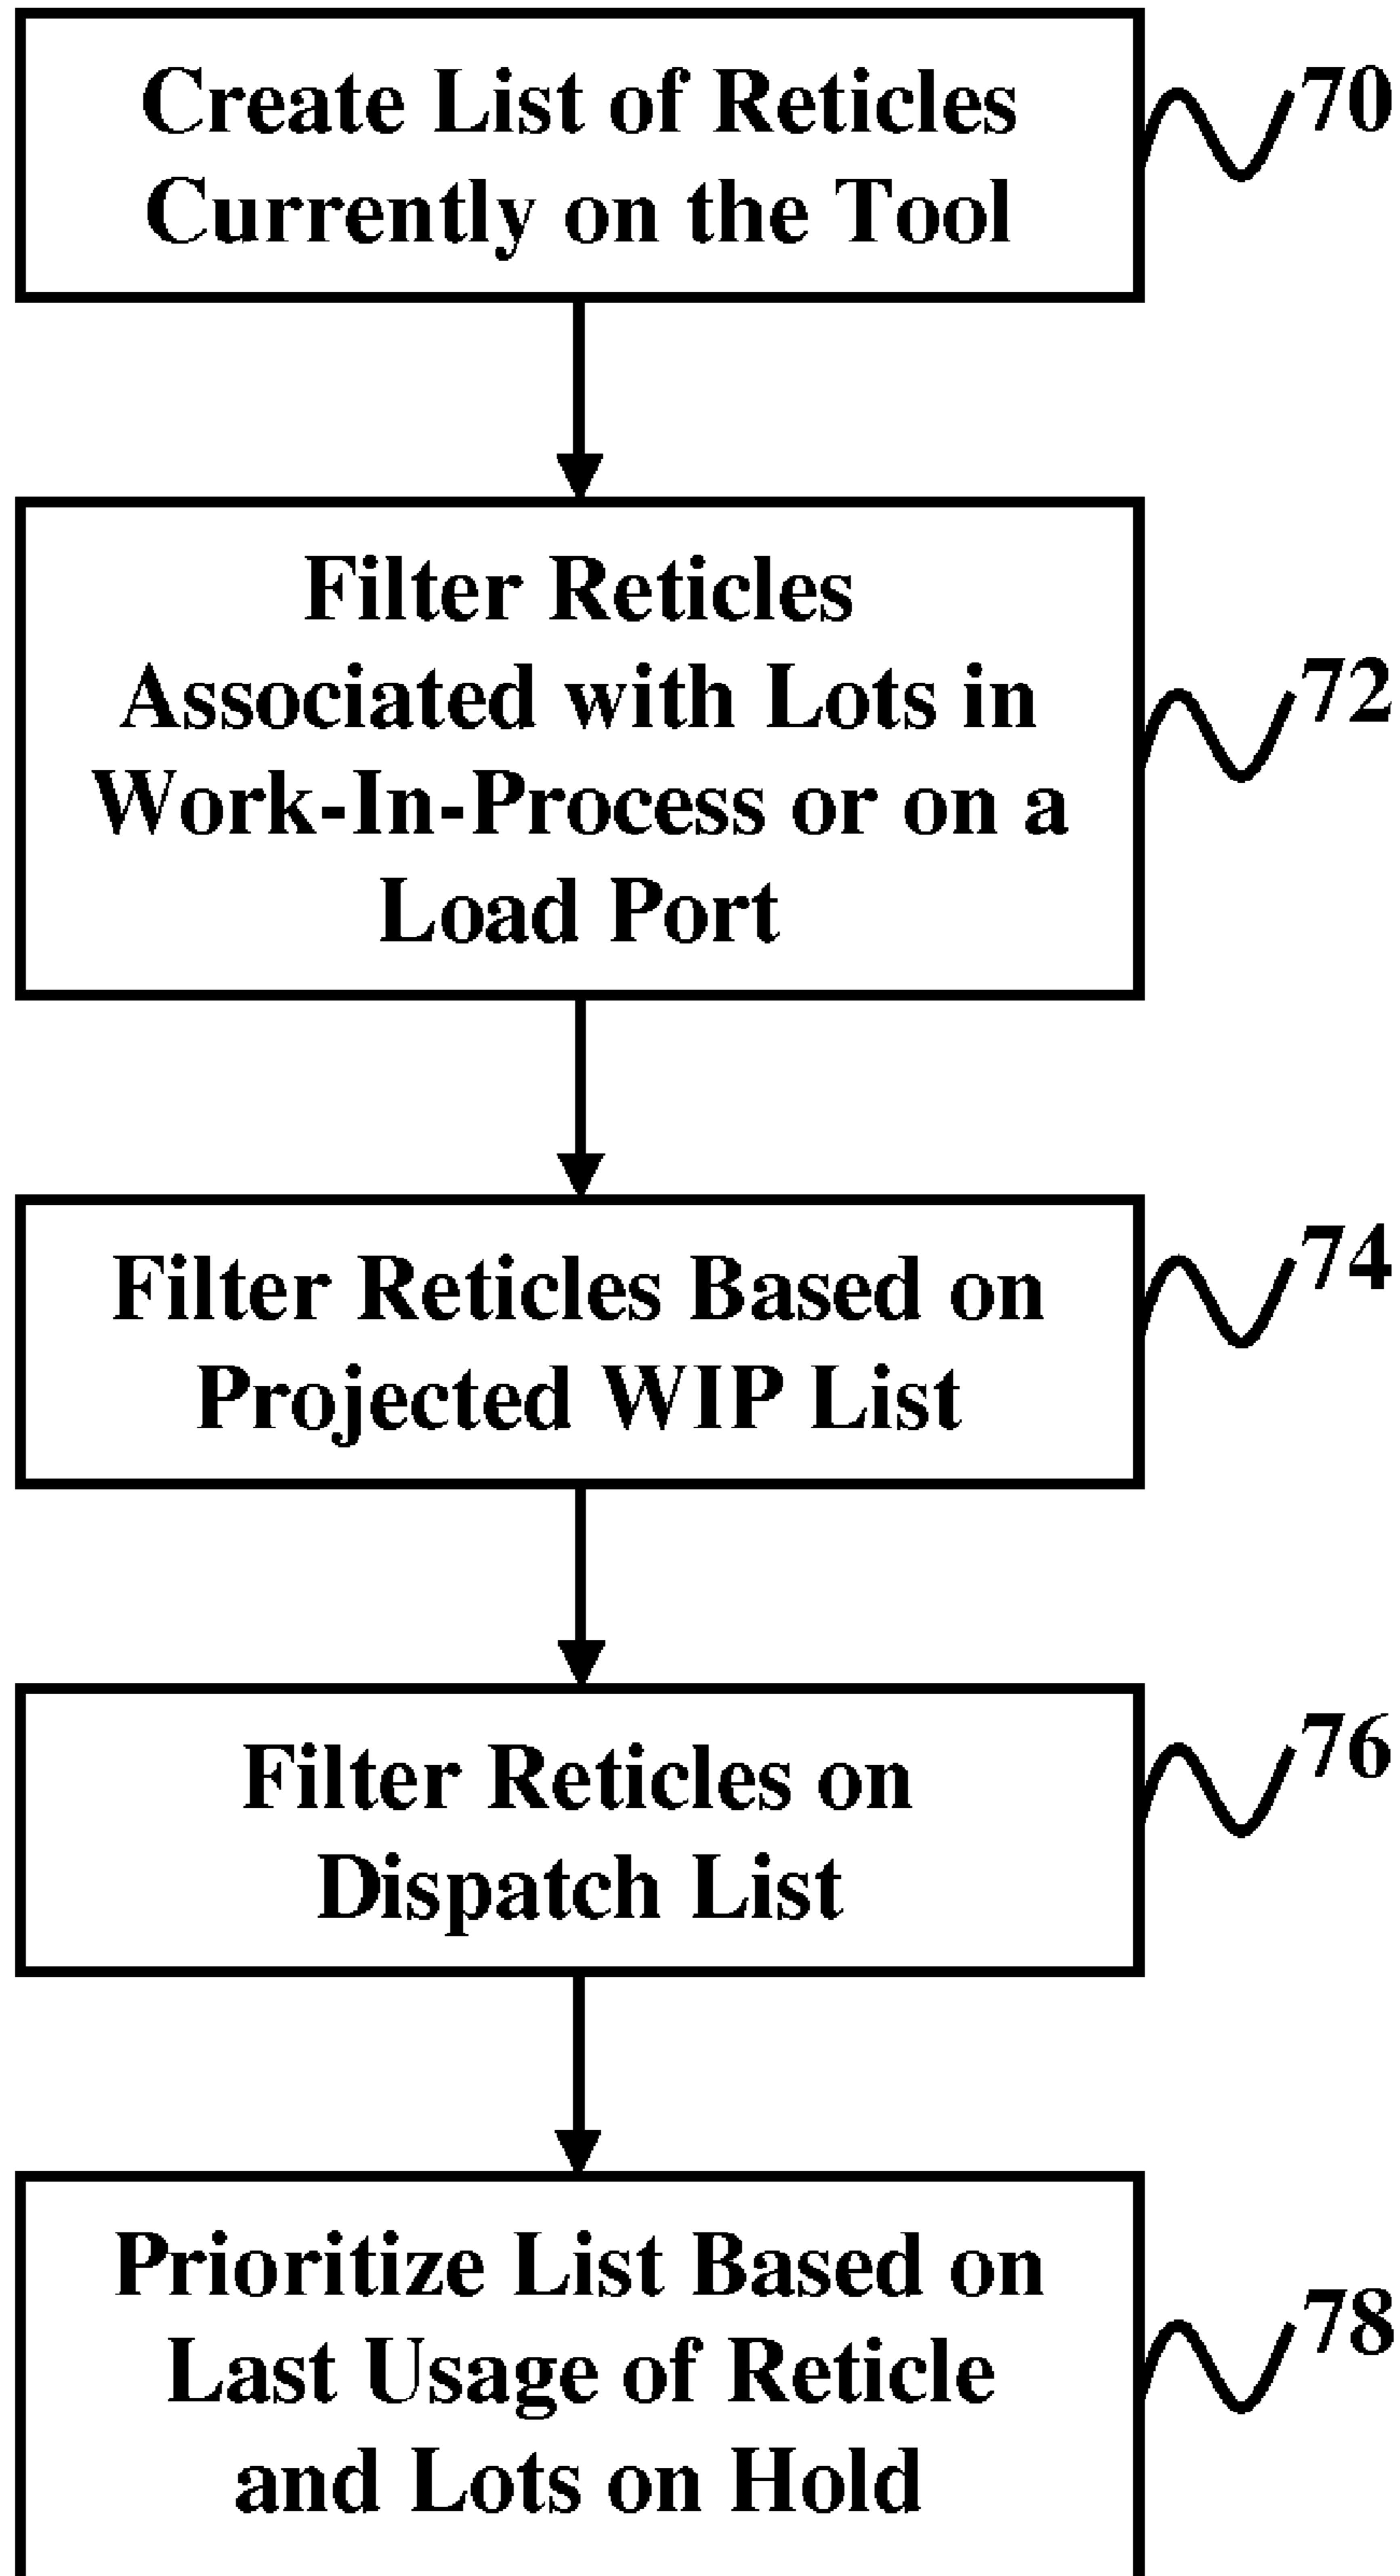 Create List of Reticles
Currently on the Tool
70
Filter Reticles
Associated with Lots in
Work-In-Process or on a
Load Port
72
Filter Reticles Based on
Projected WIP List
74
Filter Reticles on
Dispatch List
76
Prioritize List Based on
Last Usage of Reticle
and Lots on Hold
78